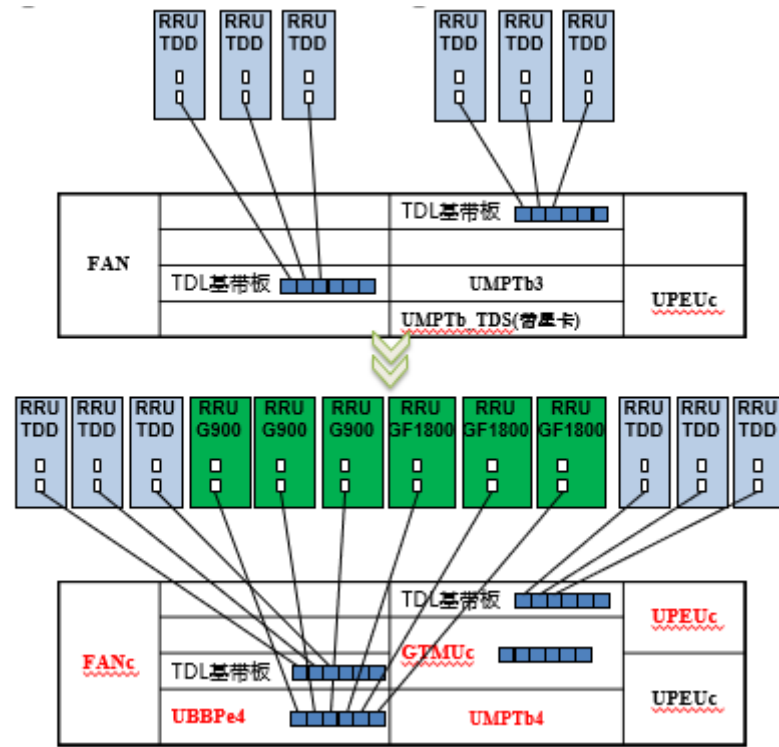 RRU RRU RRU RRU RRU RRU
TDD TDD TDD TDD TDD TDD
TDL基带板
FAN
TDL基带板 UMPTb3
UPEUc
UMPTb_TDS(带星卡)
RRU RRU RRU RRU RRU RRU RRU RRU RRU RRU RRU RRU
TDD TDD TDD G900 G900 G900 GF1800 GF1800 GF1800 TDD TDD TDD
TDL基带板
UPEUc
GTMUc
FANc
TDL基带板
UBBPe4 UMPTb4
UPEUc